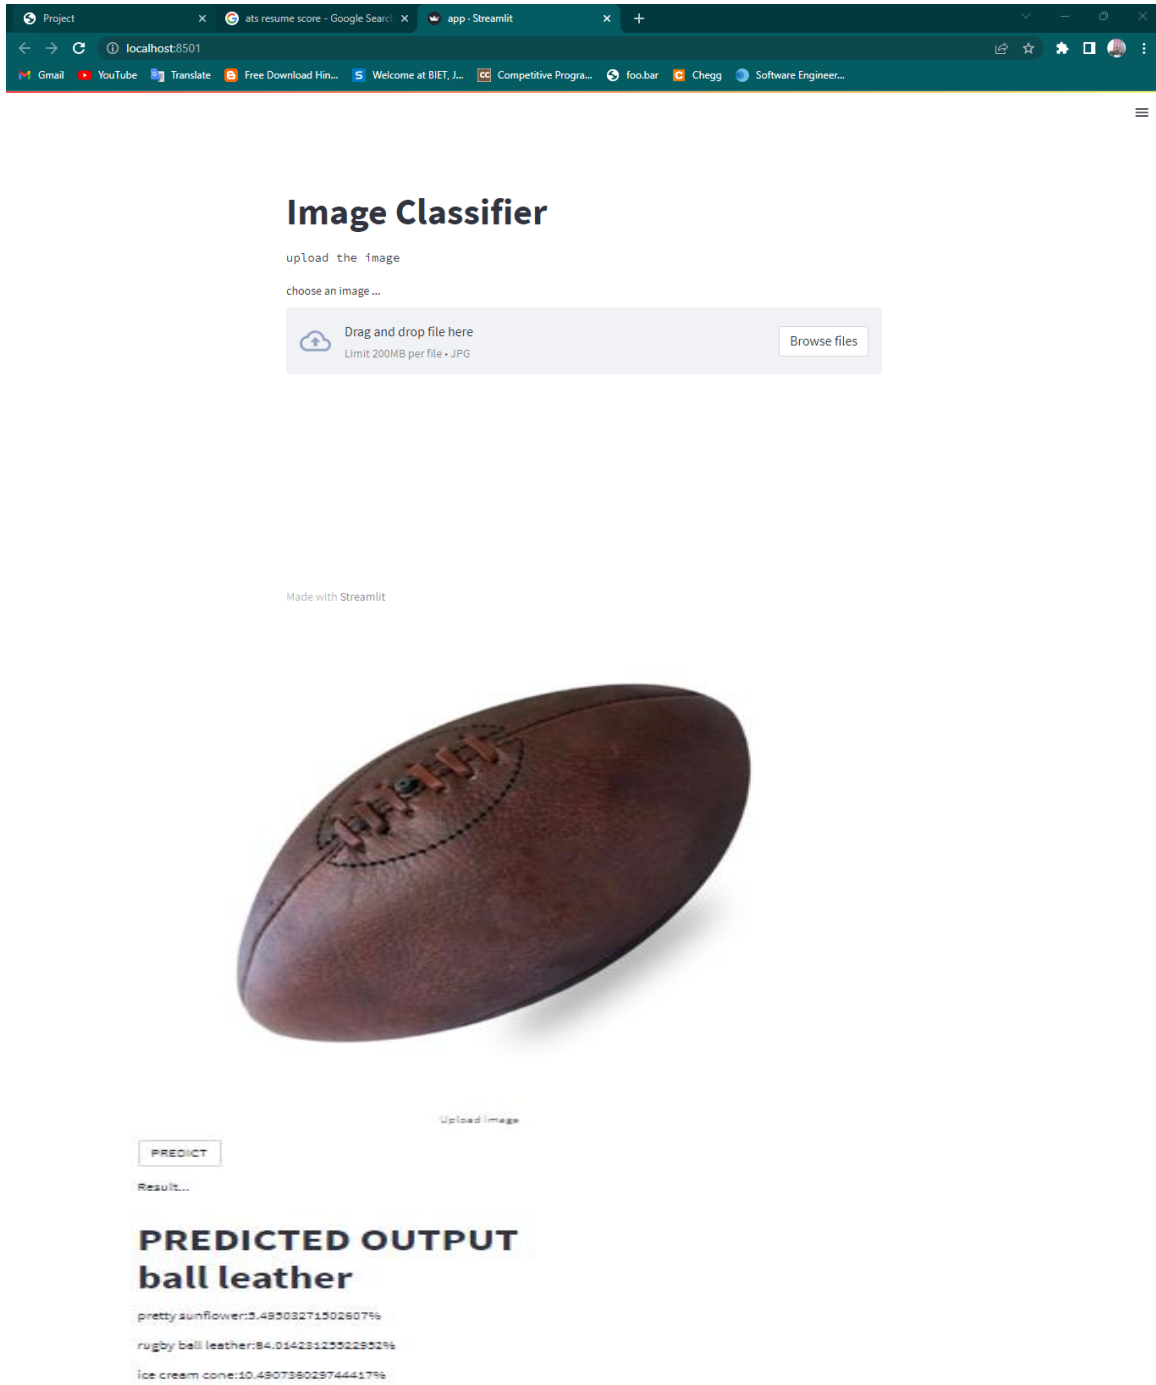 Project
ats resume score - Google Searc
app · Streamlit
localhost:8501
Gmail
YouTube
Translate
Free Download Hin...
Welcome at BIET, J...
Competitive Progra...
foo.bar
Chegg
Software Engineer...
Image Classifier
upload the image
choose an image ...
Drag and drop file here
Limit 200MB per file • JPG
Browse files
Made with Streamlit
Upload Image
PREDICT
Result...
PREDICTED OUTPUT
ball leather
pretty sunflower:5.49503271502607%
rugby ball leather:84.01423125522952%
ice cream cone:10.490736029744417%